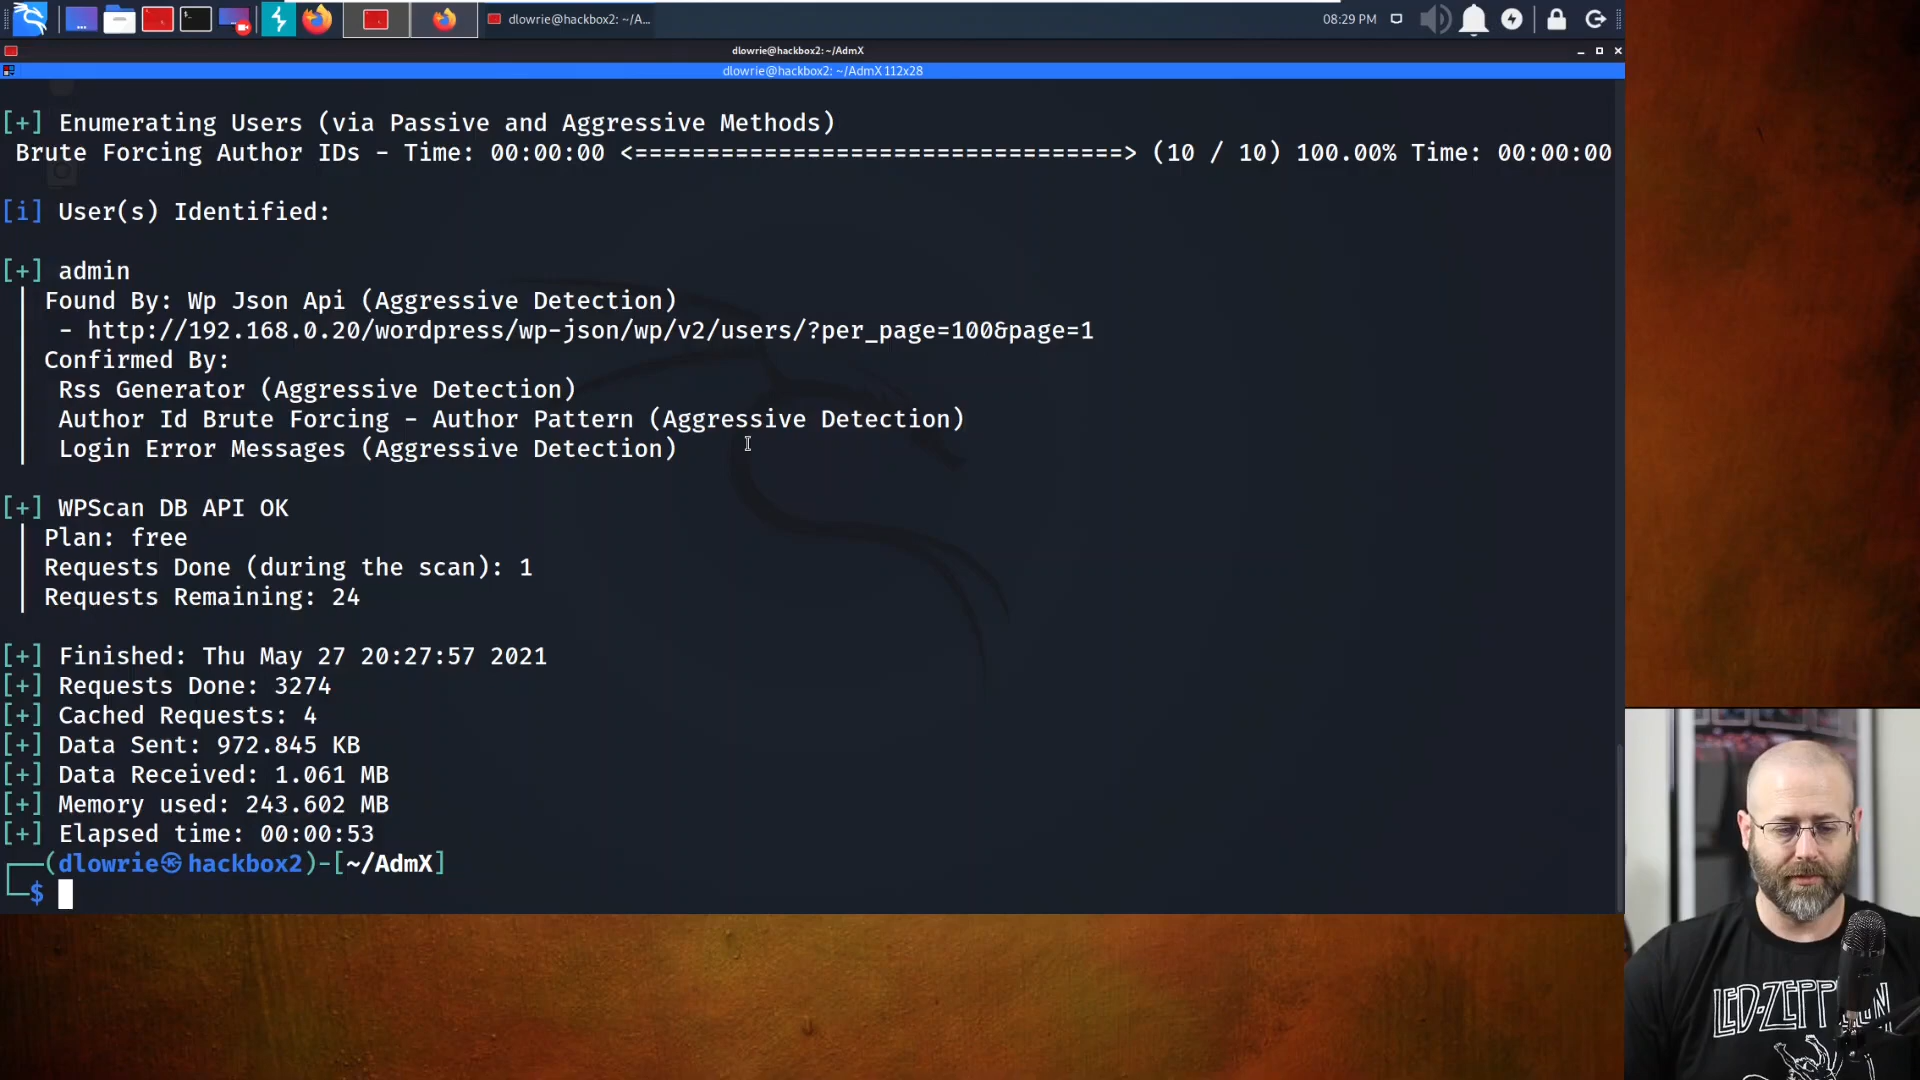 dlowrie@hackbox2: ~/A...
08:29 PM
dlowrie@hackbox2: ~/AdmX
dlowrie@hackbox2: ~/AdmX 112x28
[+] Enumerating Users (via Passive and Aggressive Methods)
Brute Forcing Author IDs - Time: 00:00:00 <===================================> (10 / 10) 100.00% Time: 00:00:00
[i] User(s) Identified:
[+] admin
| Found By: Wp Json Api (Aggressive Detection)
|  - http://192.168.0.20/wordpress/wp-json/wp/v2/users/?per_page=100&page=1
| Confirmed By:
|  Rss Generator (Aggressive Detection)
|  Author Id Brute Forcing - Author Pattern (Aggressive Detection)
|  Login Error Messages (Aggressive Detection)
[+] WPScan DB API OK
| Plan: free
| Requests Done (during the scan): 1
| Requests Remaining: 24
[+] Finished: Thu May 27 20:27:57 2021
[+] Requests Done: 3274
[+] Cached Requests: 4
[+] Data Sent: 972.845 KB
[+] Data Received: 1.061 MB
[+] Memory used: 243.602 MB
[+] Elapsed time: 00:00:53
┌──(dlowrie㉿hackbox2)-[~/AdmX]
└─$
LED-ZEPPELIN